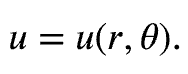 u = u(r, θ).